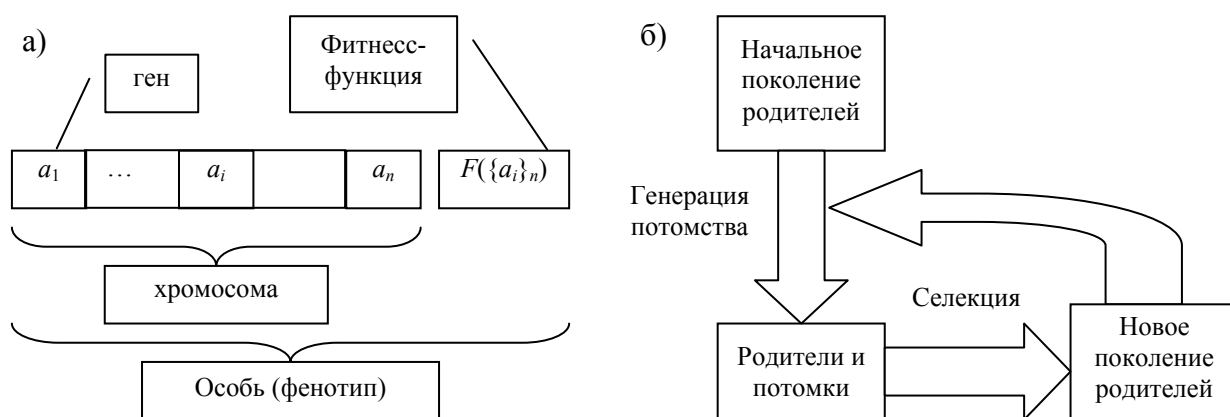 а)
ген
Фитнесс-
функция
a1 … ai an F({ai}n)
хромосома
Особь (фенотип)
б)
Начальное
поколение
родителей
Генерация
потомства
Селекция
Родители и
потомки
Новое
поколение
родителей